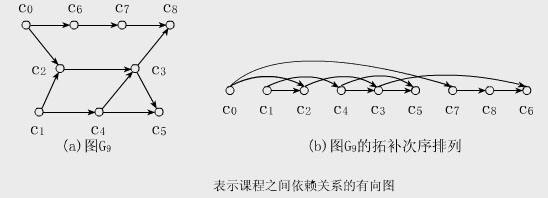 C0 C6 C7 C8
C2 C3
C1 C4 C5
C0 C1 C2 C4 C3 C5 C7 C8 C6
(a)图G9 (b)图G9的拓补次序排列
表示课程之间依赖关系的有向图